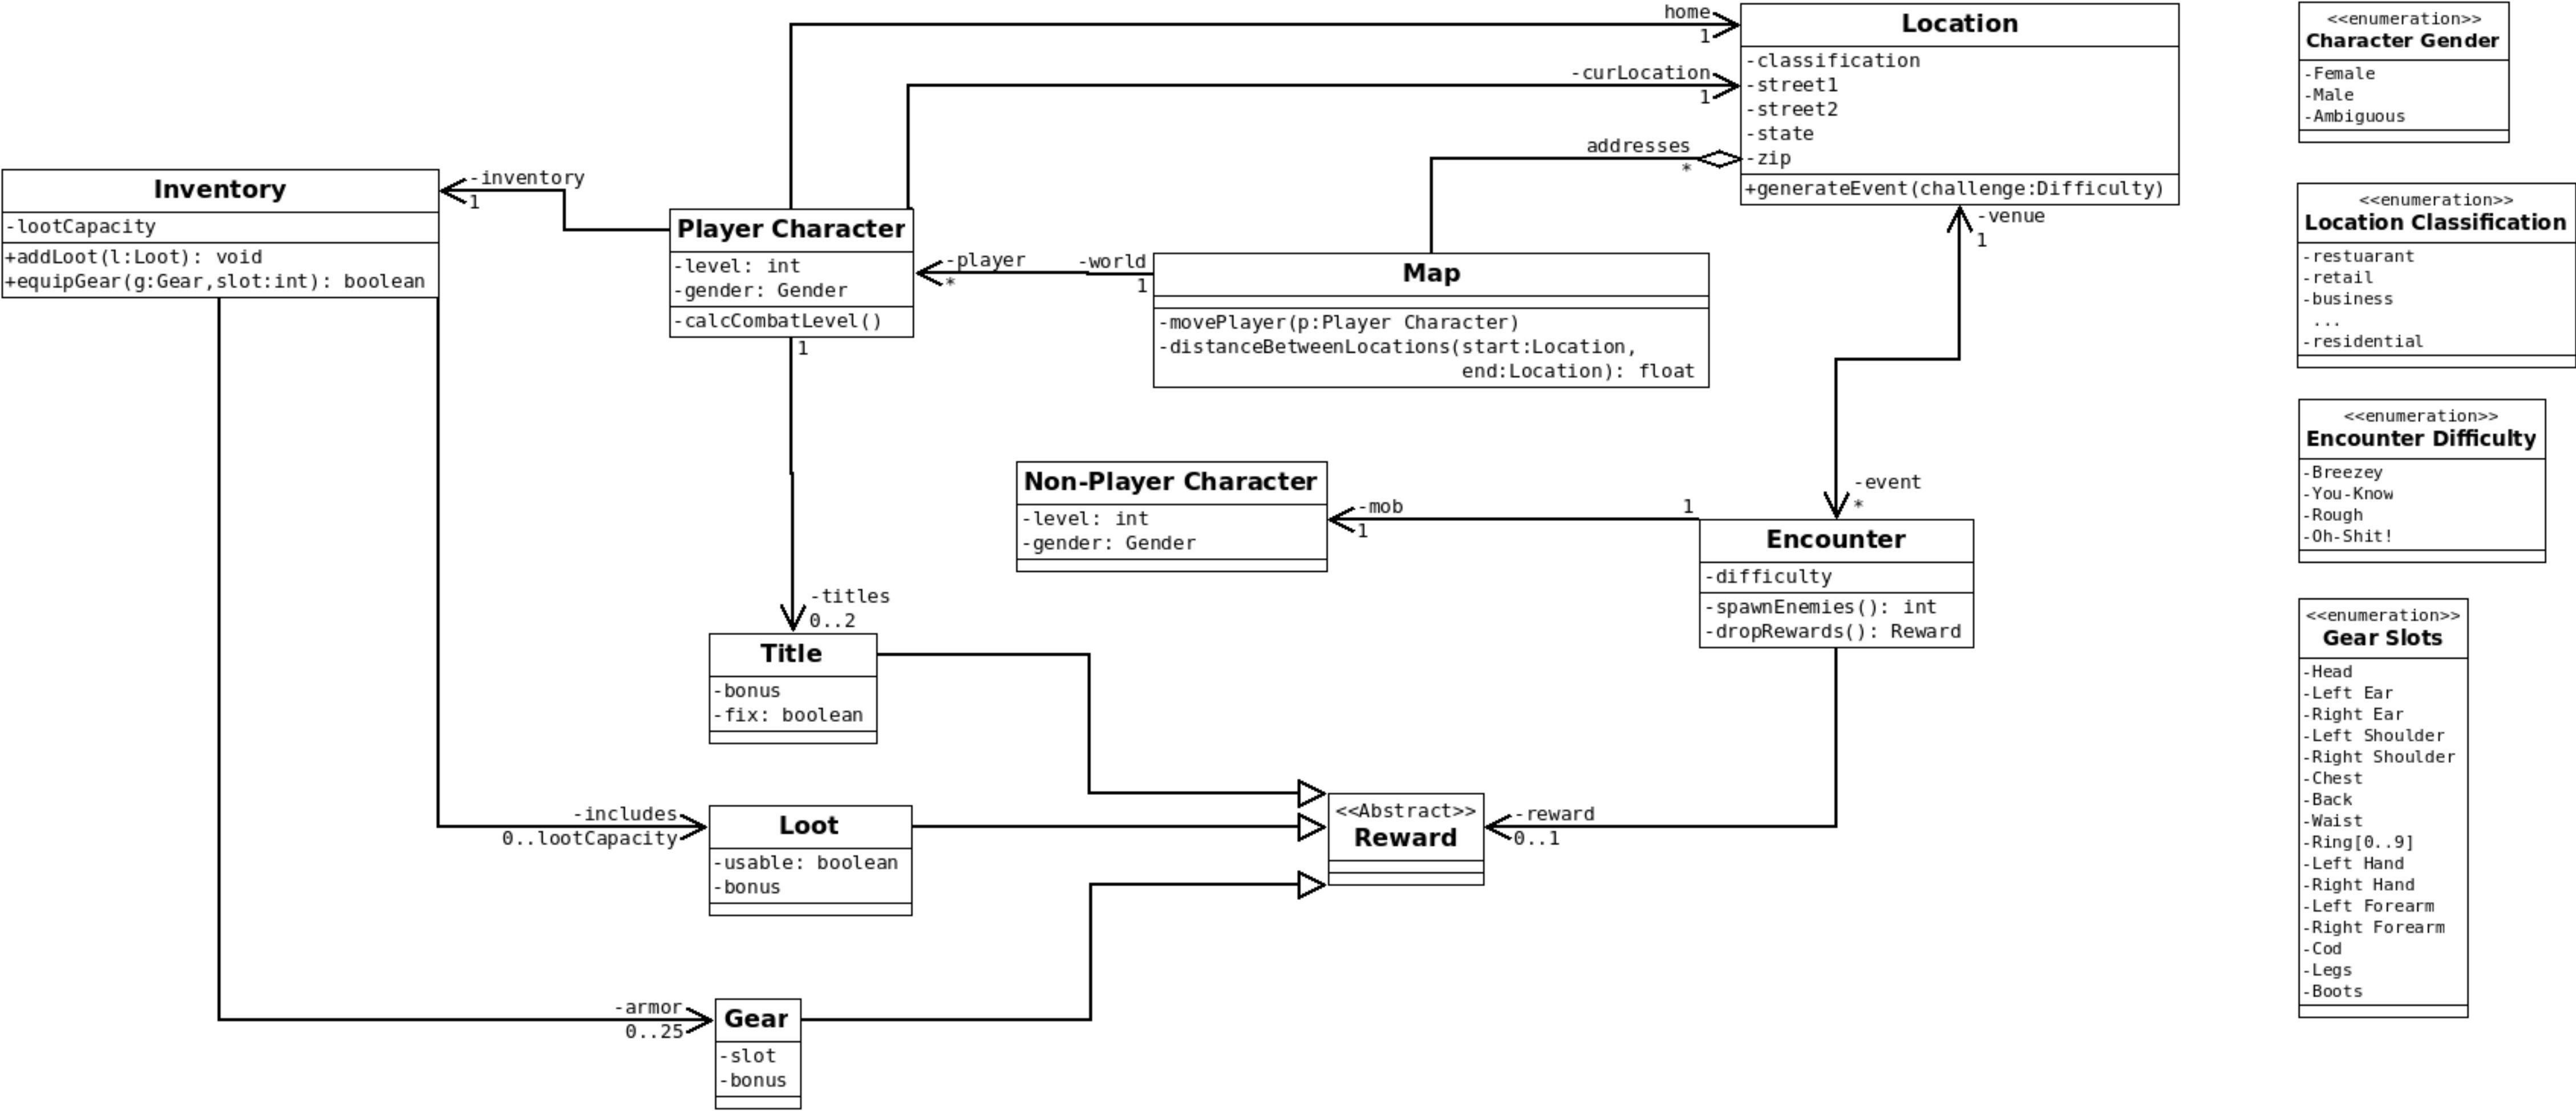 home
1
Location
-classification
-street1
-street2
-state
-zip
+generateEvent(challenge:Difficulty)
-curLocation
1
addresses
*
-venue
1
Inventory
-lootCapacity
+addLoot(l:Loot): void
+equipGear(g:Gear,slot:int): boolean
-inventory
1
Player Character
-level: int
-gender: Gender
-calcCombatLevel()
1
-player
*
-world
1
Map
-movePlayer(p:Player Character)
-distanceBetweenLocations(start:Location,
end:Location): float
Non-Player Character
-level: int
-gender: Gender
-mob
1
1
-event
*
Encounter
-difficulty
-spawnEnemies(): int
-dropRewards(): Reward
-titles
0..2
Title
-bonus
-fix: boolean
-includes
0..lootCapacity
Loot
-usable: boolean
-bonus
<<Abstract>>
Reward
-reward
0..1
-armor
0..25
Gear
-slot
-bonus
<<enumeration>>
Character Gender
-Female
-Male
-Ambiguous
<<enumeration>>
Location Classification
-restuarant
-retail
-business
...
-residential
<<enumeration>>
Encounter Difficulty
-Breezey
-You-Know
-Rough
-Oh-Shit!
<<enumeration>>
Gear Slots
-Head
-Left Ear
-Right Ear
-Left Shoulder
-Right Shoulder
-Chest
-Back
-Waist
-Ring[0..9]
-Left Hand
-Right Hand
-Left Forearm
-Right Forearm
-Cod
-Legs
-Boots